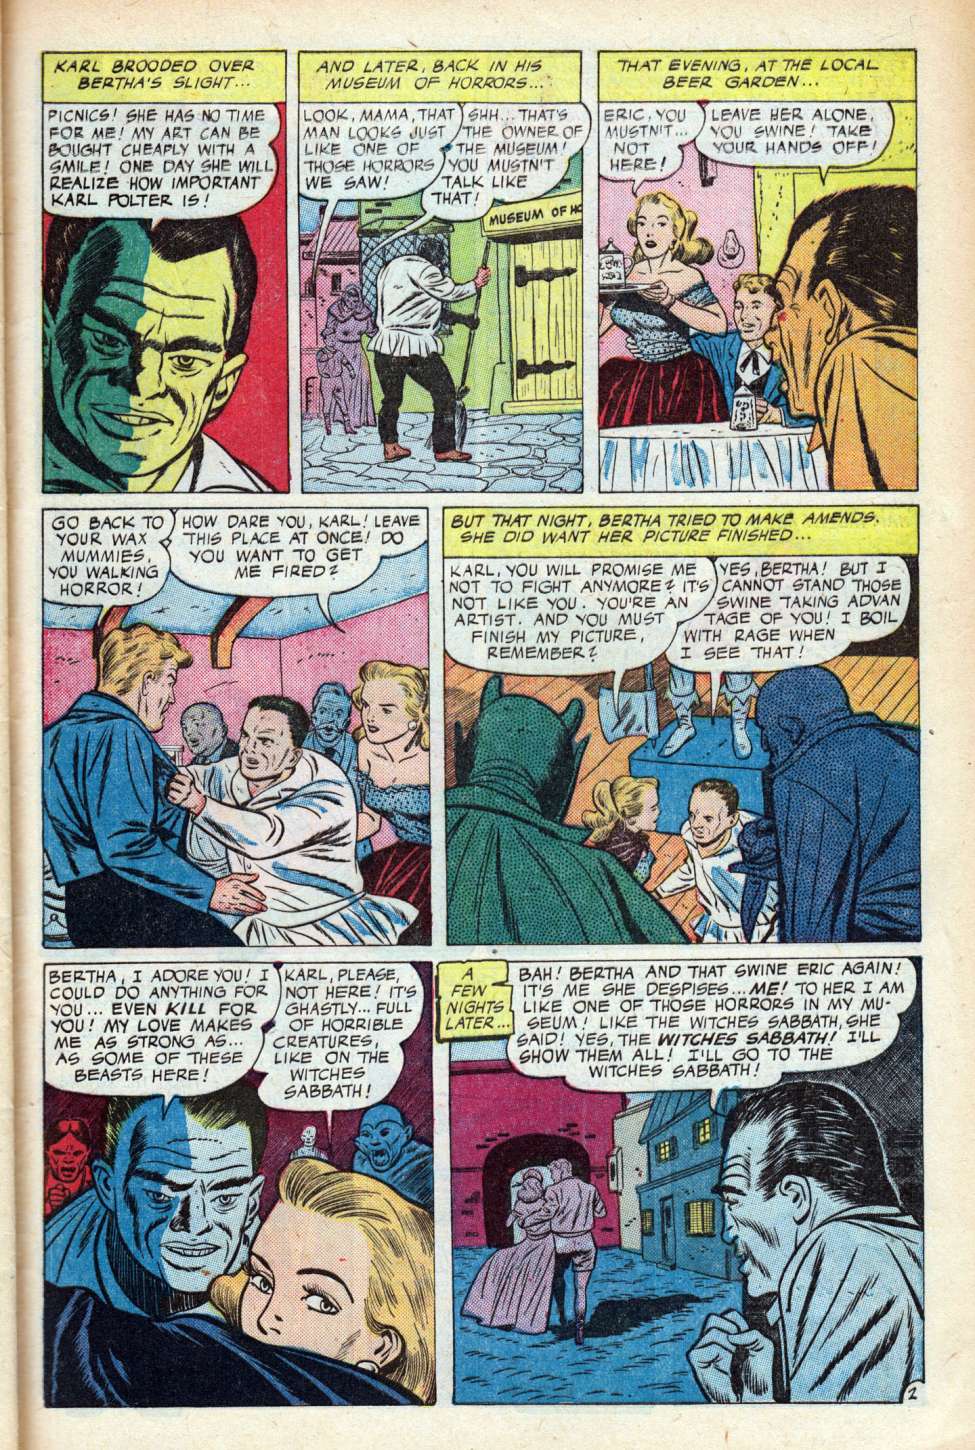 KARL BROODED OVER
BERTHA'S SLIGHT...
PICNICS! SHE HAS NO TIME
FOR ME! MY ART CAN BE
BOUGHT CHEAPLY WITH A
SMILE! ONE DAY SHE WILL
REALIZE HOW IMPORTANT
KARL POLTER IS!
AND LATER, BACK IN HIS
MUSEUM OF HORRORS...
LOOK, MAMA, THAT
MAN LOOKS JUST
LIKE ONE OF
THOSE HORRORS
WE SAW!
SHH... THAT'S
THE OWNER OF
THE MUSEUM!
YOU MUSTN'T
TALK LIKE
THAT!
MUSEUM OF HO
THAT EVENING, AT THE LOCAL
BEER GARDEN...
ERIC, YOU
MUSTN'T...
NOT
HERE!
LEAVE HER ALONE,
YOU SWINE! TAKE
YOUR HANDS OFF!
GO BACK TO
YOUR WAX
MUMMIES,
YOU WALKING
HORROR!
HOW DARE YOU, KARL! LEAVE
THIS PLACE AT ONCE! DO
YOU WANT TO GET
ME FIRED?
BUT THAT NIGHT, BERTHA TRIED TO MAKE AMENDS.
SHE DID WANT HER PICTURE FINISHED...
KARL, YOU WILL PROMISE ME
NOT TO FIGHT ANYMORE? IT'S
NOT LIKE YOU. YOU'RE AN
ARTIST. AND YOU MUST
FINISH MY PICTURE,
REMEMBER?
YES, BERTHA! BUT I
CANNOT STAND THOSE
SWINE TAKING ADVAN
TAGE OF YOU! I BOIL
WITH RAGE WHEN
I SEE THAT!
BERTHA, I ADORE YOU! I
COULD DO ANYTHING FOR
YOU... EVEN KILL FOR
YOU! MY LOVE MAKES
ME AS STRONG AS...
AS SOME OF THESE
BEASTS HERE!
KARL, PLEASE,
NOT HERE! IT'S
GHASTLY... FULL
OF HORRIBLE
CREATURES,
LIKE ON THE
WITCHES
SABBATH!
A
FEW
NIGHTS
LATER...
BAH! BERTHA AND THAT SWINE ERIC AGAIN!
IT'S ME SHE DESPISES... ME! TO HER I AM
LIKE ONE OF THOSE HORRORS IN MY MU-
SEUM! LIKE THE WITCHES SABBATH, SHE
SAID! YES, THE WITCHES SABBATH! I'LL
SHOW THEM ALL! I'LL GO TO THE
WITCHES SABBATH!
2